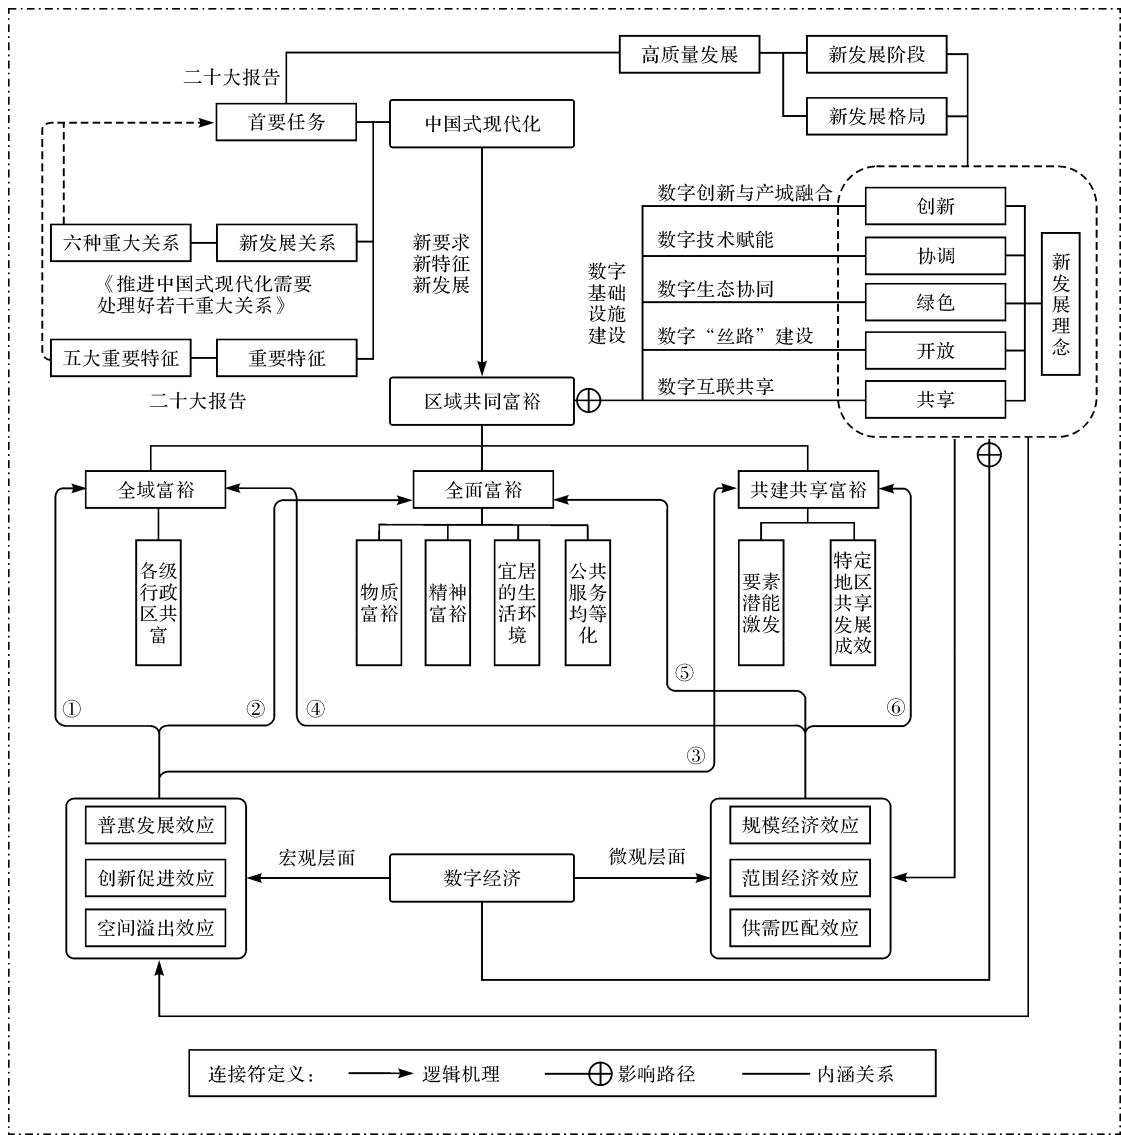 高质量发展
新发展阶段
二十大报告
首要任务
中国式现代化
新发展格局
数字创新与产城融合
创新
六种重大关系
新发展关系
新要求
新特征
新发展
数字技术赋能
协调
《推进中国式现代化需要
处理好若干重大关系》
数字
基础
设施
建设
数字生态协同
绿色
新
发
展
理
念
数字“丝路”建设
开放
五大重要特征
重要特征
数字互联共享
共享
二十大报告
区域共同富裕
全域富裕
全面富裕
共建共享富裕
各级
行政
区共
富
物质
富裕
精神
富裕
宜居
的生
活环
境
公共
服务
均等
化
要素
潜能
激发
特定
地区
共享
发展
成效
①
②
④
⑤
⑥
③
普惠发展效应
创新促进效应
空间溢出效应
宏观层面
数字经济
微观层面
规模经济效应
范围经济效应
供需匹配效应
连接符定义：
逻辑机理
影响路径
内涵关系